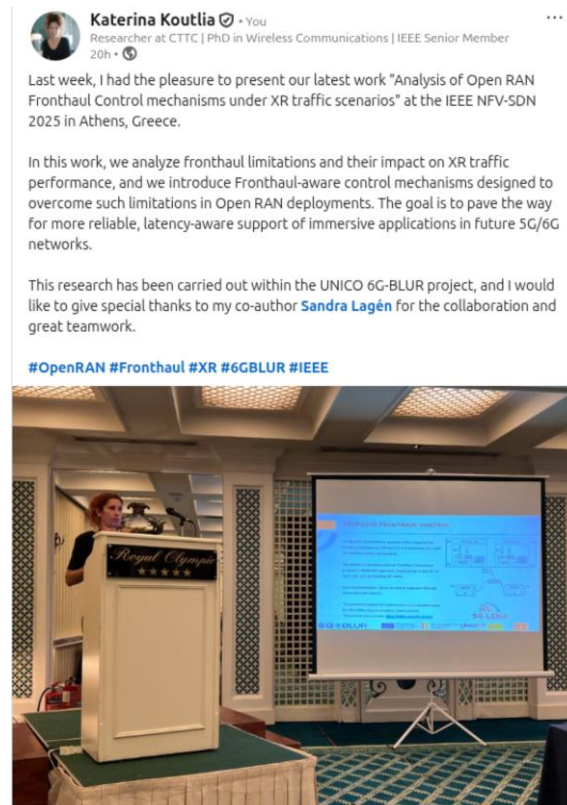 Katerina Koutlia • You
Researcher at CTTC | PhD in Wireless Communications | IEEE Senior Member
20h •
Last week, I had the pleasure to present our latest work "Analysis of Open RAN
Fronthaul Control mechanisms under XR traffic scenarios" at the IEEE NFV-SDN
2025 in Athens, Greece.
In this work, we analyze fronthaul limitations and their impact on XR traffic
performance, and we introduce Fronthaul-aware control mechanisms designed to
overcome such limitations in Open RAN deployments. The goal is to pave the way
for more reliable, latency-aware support of immersive applications in future 5G/6G
networks.
This research has been carried out within the UNICO 6G-BLUR project, and I would
like to give special thanks to my co-author Sandra Lagén for the collaboration and
great teamwork.
#OpenRAN #Fronthaul #XR #6GBLUR #IEEE
Royal Olympic
FRONTHAUL CONTROL
5G-LENA
6G BLUR